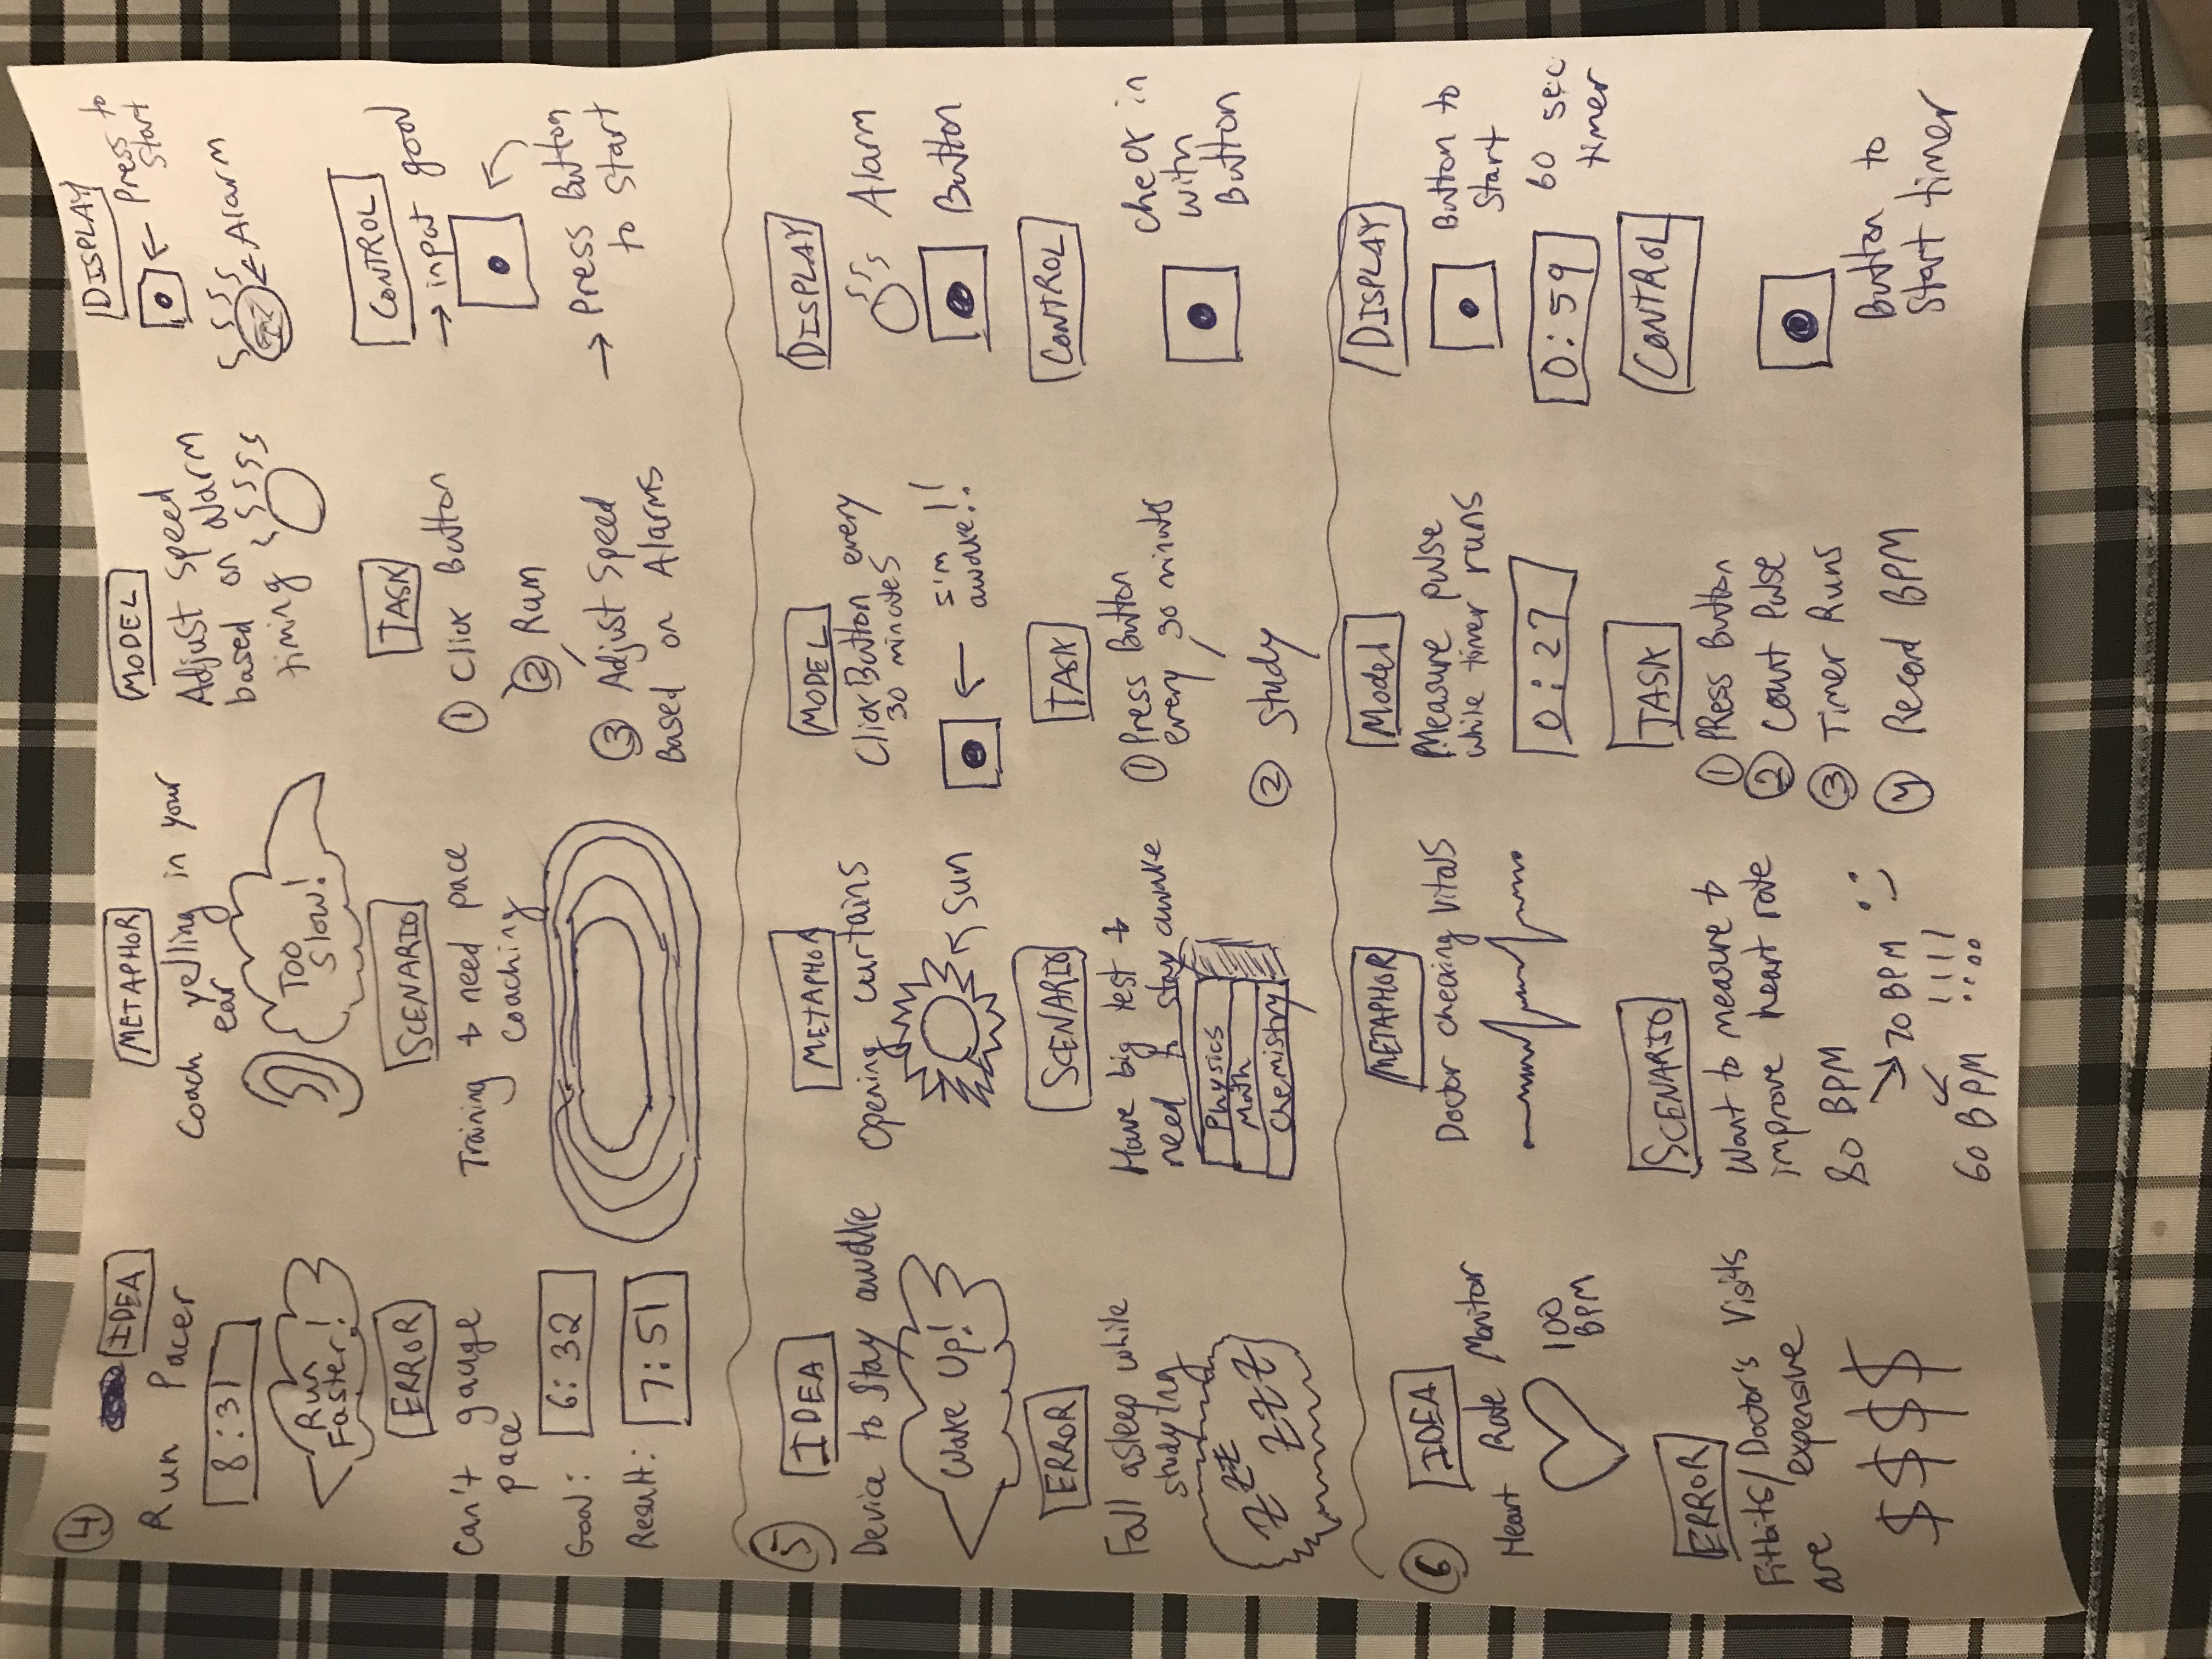 4
IDEA
Run Pacer
8:31
Run
Faster!
METAPHOR
Coach yelling in your
ear
Too
Slow!
MODEL
Adjust Speed
based on alarm
timing
DISPLAY
Press to
Start
Alarm
ERROR
Can't gauge
pace
Goal: 6:32
Result: 7:51
SCENARIO
Training + need pace
coaching
TASK
① Click Button
② Run
③ Adjust Speed
Based on Alarms
CONTROL
→ input goal
→ Press Button
to Start
5
IDEA
Device to Stay awake
Wake Up!
METAPHOR
Opening curtains
Sun
MODEL
Click Button every
30 minutes
I'm
awake!!
DISPLAY
Alarm
Button
ERROR
Fall asleep while
studying
zzz
zzz
SCENARIO
Have big test +
need to stay awake
Physics
Math
Chemistry
TASK
① Press Button
every 30 minutes
② Study
CONTROL
check in
with
Button
6
IDEA
Heart Rate Monitor
100
BPM
METAPHOR
Doctor checking vitals
Model
Measure pulse
while timer runs
0:27
DISPLAY
Button to
Start
0:59
60 sec
timer
ERROR
Fitbits/Doctor's Visits
are expensive
$$$$
SCENARIO
Want to measure +
improve heart rate
80 BPM
70 BPM :)
60 BPM !!!!
TASK
① PRess Button
② Count Pulse
③ Timer Runs
④ Record BPM
CONTROL
Button to
Start timer